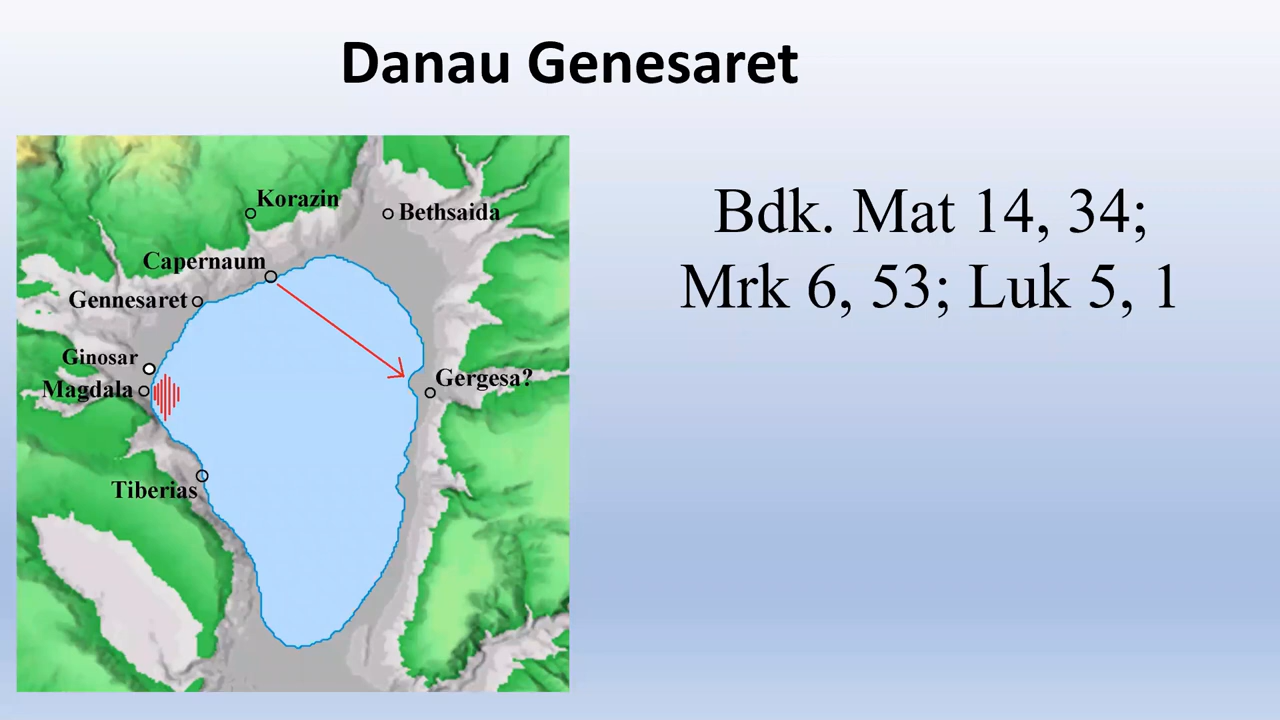 Danau Genesaret
Korazin
Bethsaida
Capernaum
Gennesaret
Ginosar
Magdala
Gergesa?
Tiberias
Bdk. Mat 14, 34;
Mrk 6, 53; Luk 5, 1